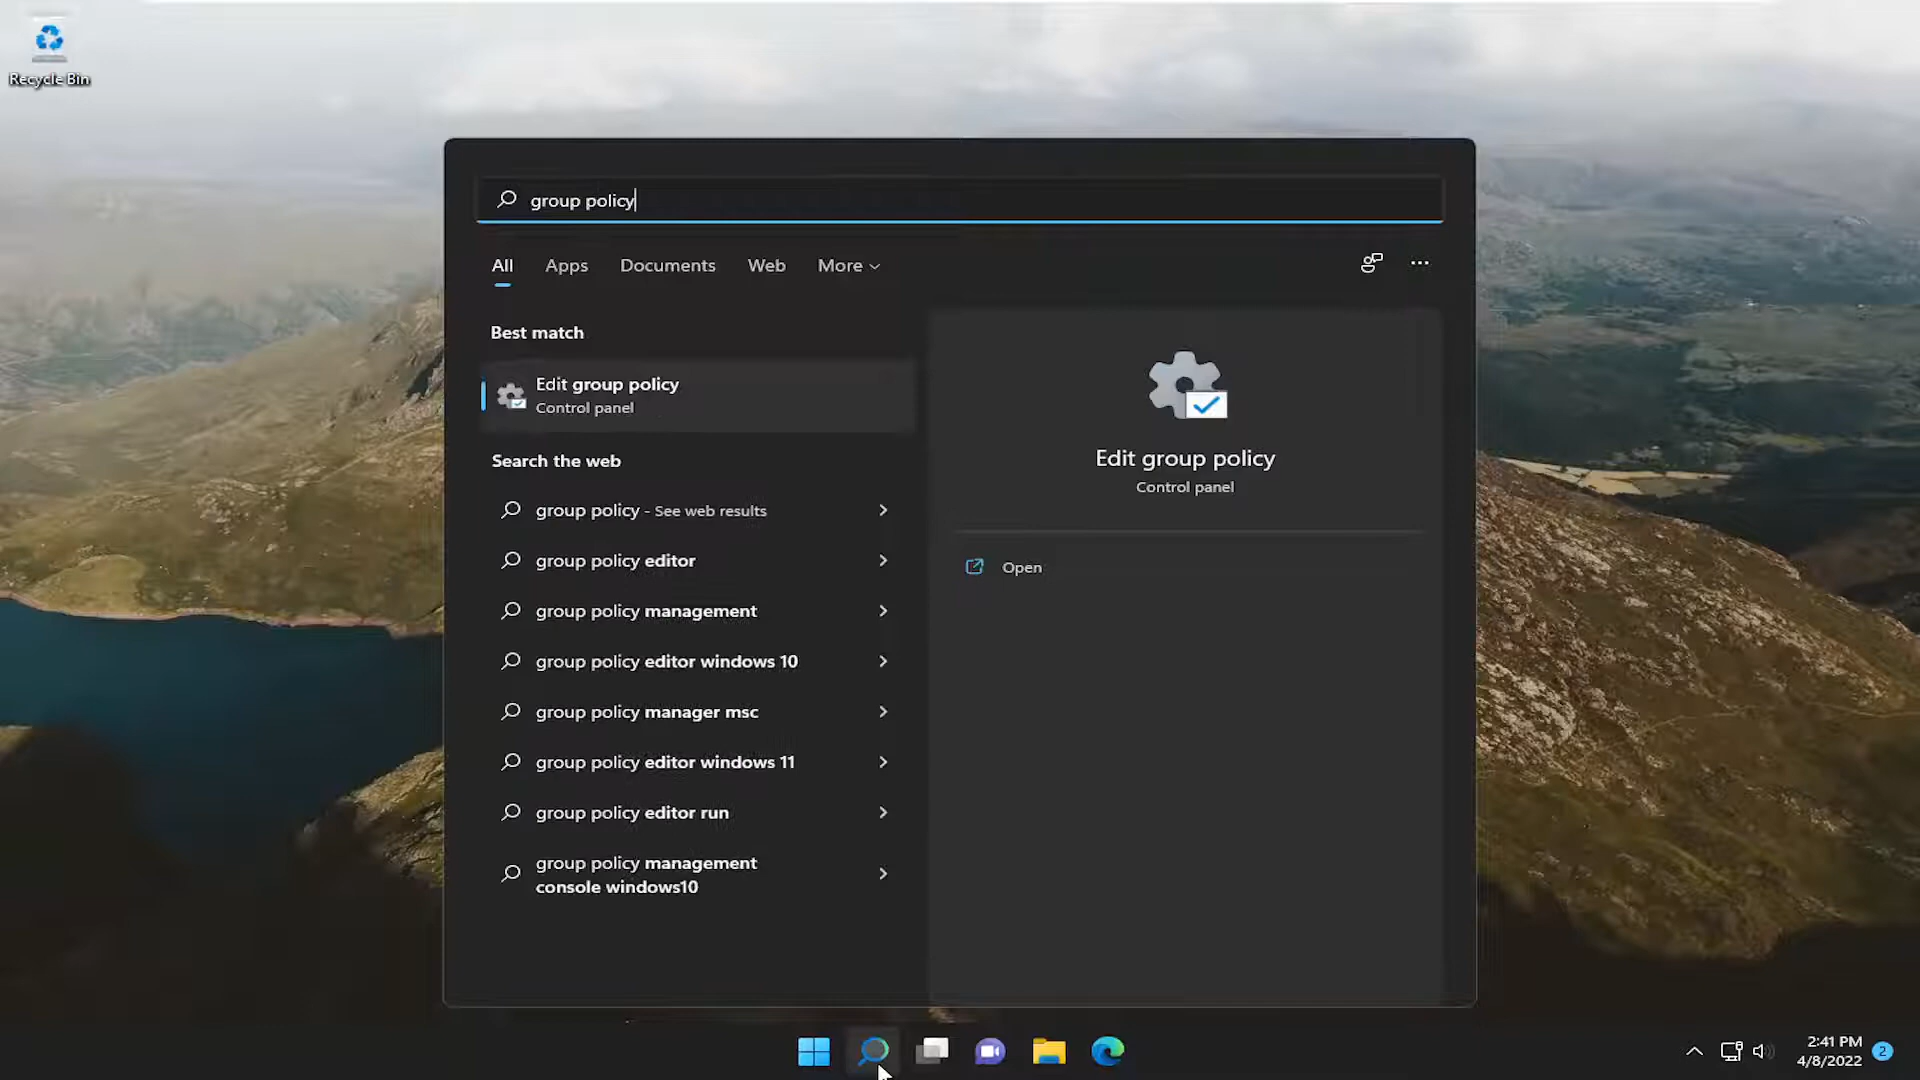 Recycle Bin
group policy
All Apps Documents Web More
Best match
Edit group policy
Control panel
Search the web
group policy - See web results
group policy editor
group policy management
group policy editor windows 10
group policy manager msc
group policy editor windows 11
group policy editor run
group policy management
console windows10
Edit group policy
Control panel
Open
2:41 PM
4/8/2022
2